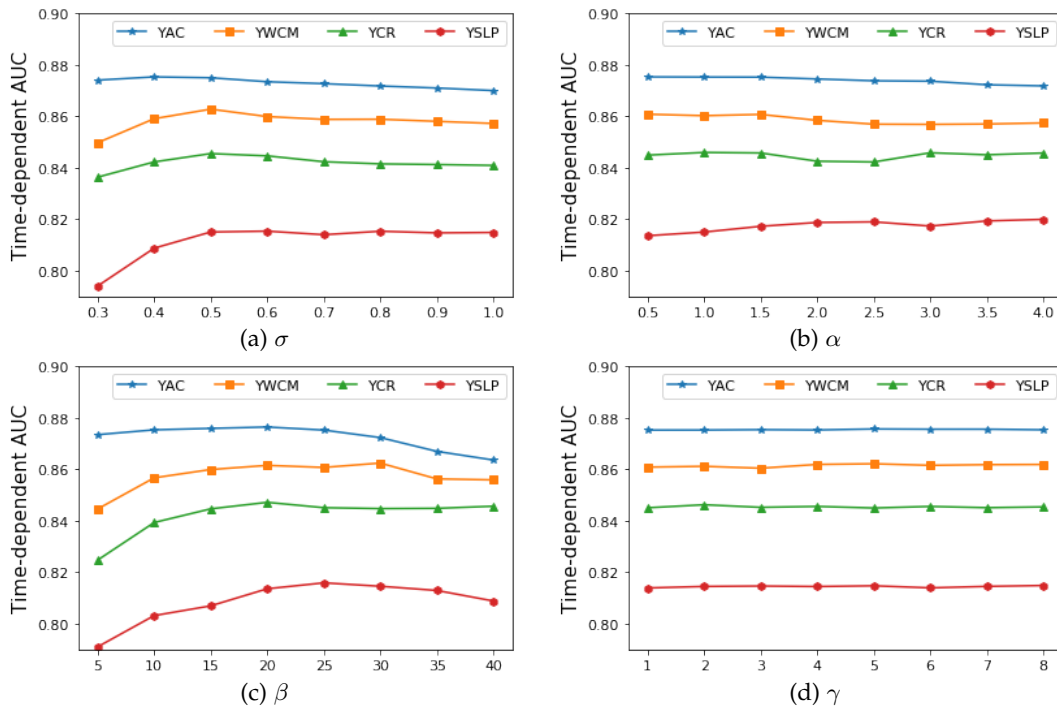 0.90
YAC YWCM YCR YSLP
0.88
0.86
0.84
0.82
0.80
Time-dependent AUC
0.3 0.4 0.5 0.6 0.7 0.8 0.9 1.0
(a) σ
0.90
YAC YWCM YCR YSLP
0.88
0.86
0.84
0.82
0.80
Time-dependent AUC
0.5 1.0 1.5 2.0 2.5 3.0 3.5 4.0
(b) α
0.90
YAC YWCM YCR YSLP
0.88
0.86
0.84
0.82
0.80
Time-dependent AUC
5 10 15 20 25 30 35 40
(c) β
0.90
YAC YWCM YCR YSLP
0.88
0.86
0.84
0.82
0.80
Time-dependent AUC
1 2 3 4 5 6 7 8
(d) γ